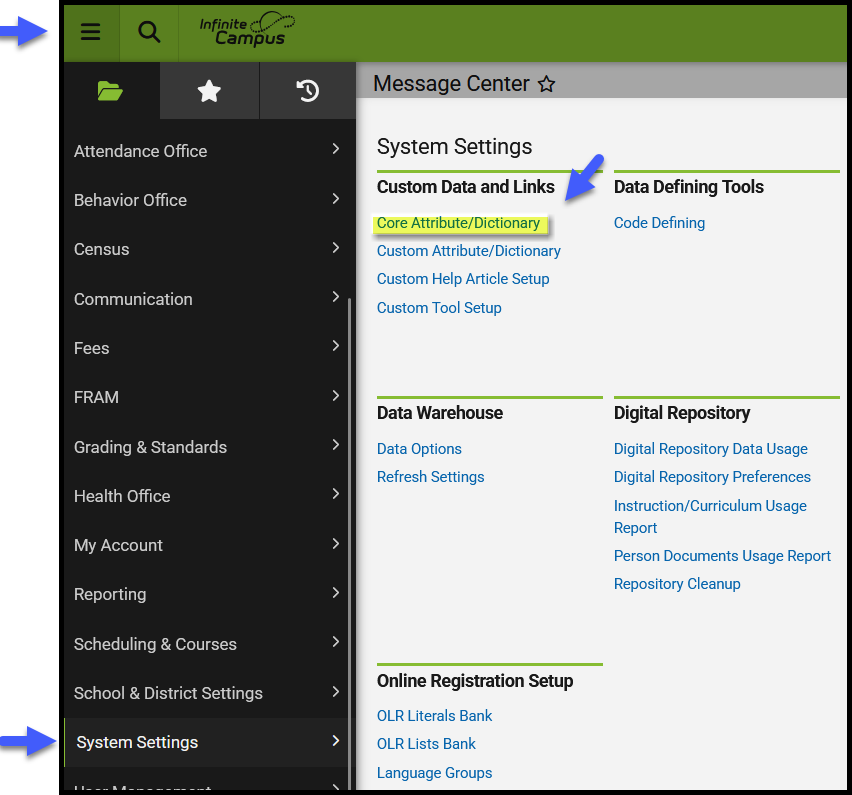 Infinite
Campus
Message Center
Attendance Office
Behavior Office
Census
Communication
Fees
FRAM
Grading & Standards
Health Office
My Account
Reporting
Scheduling & Courses
School & District Settings
System Settings
User Management
System Settings
Custom Data and Links
Core Attribute/Dictionary
Custom Attribute/Dictionary
Custom Help Article Setup
Custom Tool Setup
Data Defining Tools
Code Defining
Data Warehouse
Data Options
Refresh Settings
Digital Repository
Digital Repository Data Usage
Digital Repository Preferences
Instruction/Curriculum Usage
Report
Person Documents Usage Report
Repository Cleanup
Online Registration Setup
OLR Literals Bank
OLR Lists Bank
Language Groups